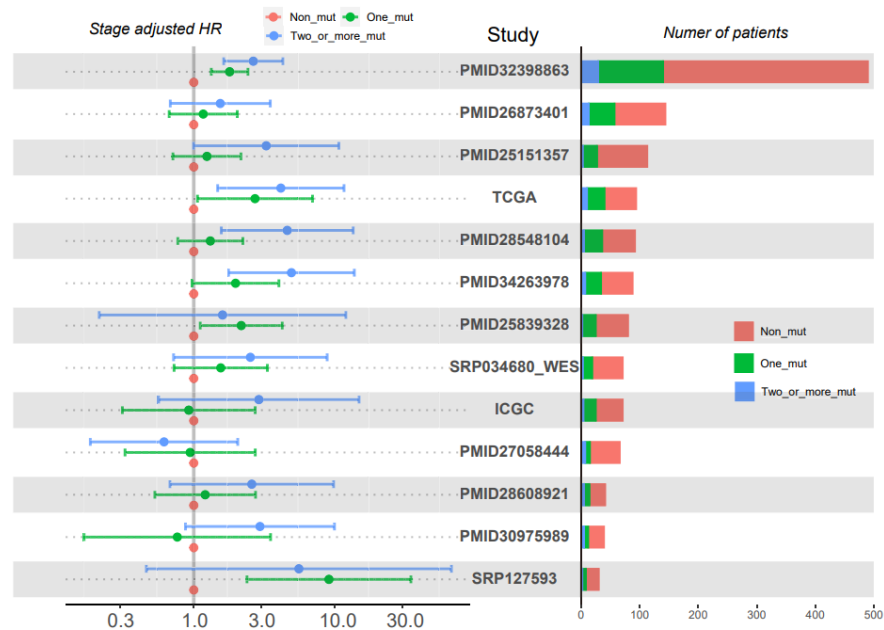 Stage adjusted HR
Non_mut One_mut
Two_or_more_mut
Study
Numer of patients
PMID32398863
PMID26873401
PMID25151357
TCGA
PMID28548104
PMID34263978
PMID25839328
SRP034680_WES
ICGC
PMID27058444
PMID28608921
PMID30975989
SRP127593
Non_mut
One_mut
Two_or_more_mut
0.3 1.0 3.0 10.0 30.0
0 100 200 300 400 500